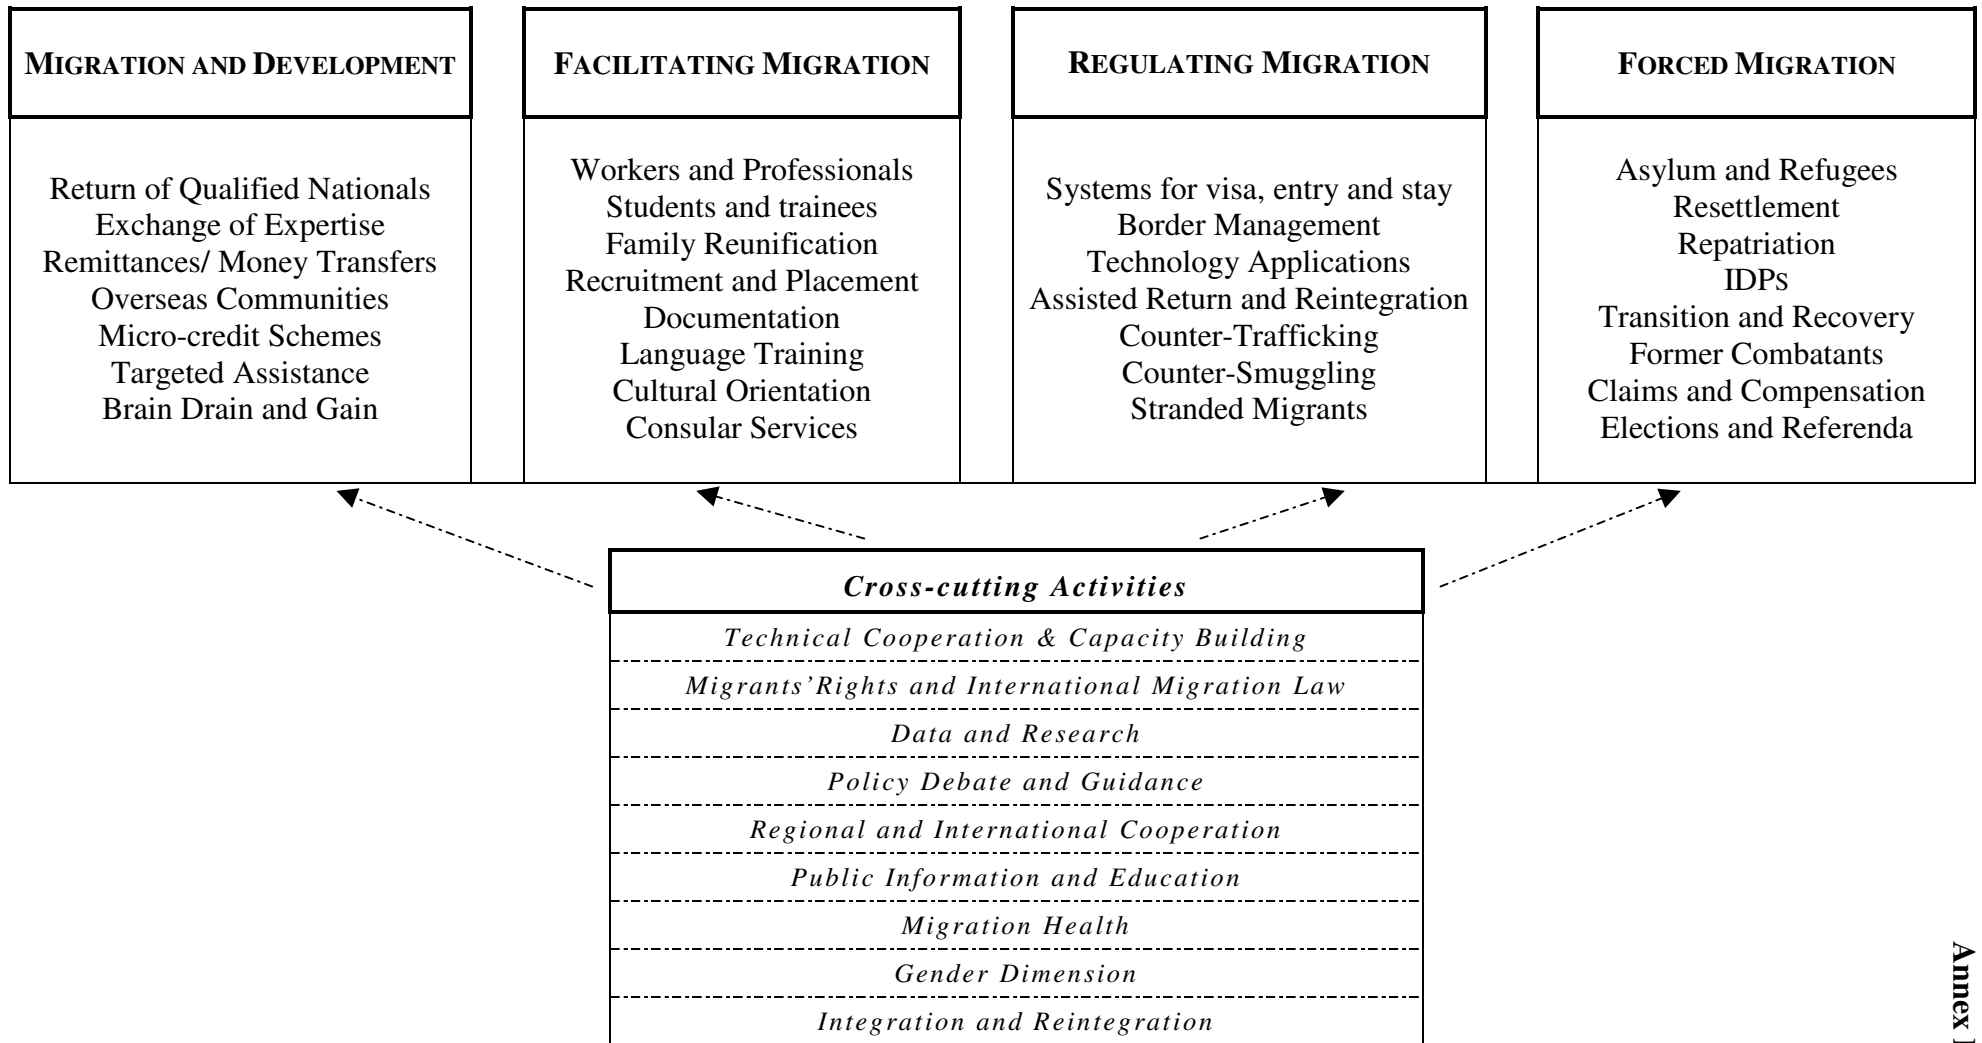 MIGRATION AND DEVELOPMENT
Return of Qualified Nationals
Exchange of Expertise
Remittances/ Money Transfers
Overseas Communities
Micro-credit Schemes
Targeted Assistance
Brain Drain and Gain
FACILITATING MIGRATION
Workers and Professionals
Students and trainees
Family Reunification
Recruitment and Placement
Documentation
Language Training
Cultural Orientation
Consular Services
REGULATING MIGRATION
Systems for visa, entry and stay
Border Management
Technology Applications
Assisted Return and Reintegration
Counter-Trafficking
Counter-Smuggling
Stranded Migrants
FORCED MIGRATION
Asylum and Refugees
Resettlement
Repatriation
IDPs
Transition and Recovery
Former Combatants
Claims and Compensation
Elections and Referenda
Cross-cutting Activities
Technical Cooperation & Capacity Building
Migrants’Rights and International Migration Law
Data and Research
Policy Debate and Guidance
Regional and International Cooperation
Public Information and Education
Migration Health
Gender Dimension
Integration and Reintegration
Annex